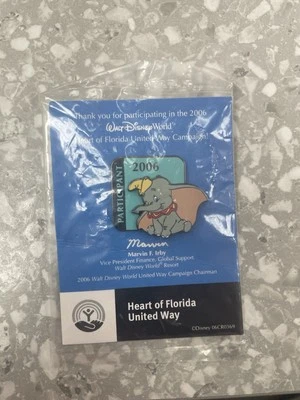 Thank you for participating in the 2006
Walt Disney World
Heart of Florida United Way Campaign!
2006
PARTICIPANT
Marvin
Marvin F. Irby
Vice President Finance, Global Support
Walt Disney World® Resort
2006 Walt Disney World United Way Campaign Chairman
Heart of Florida
United Way